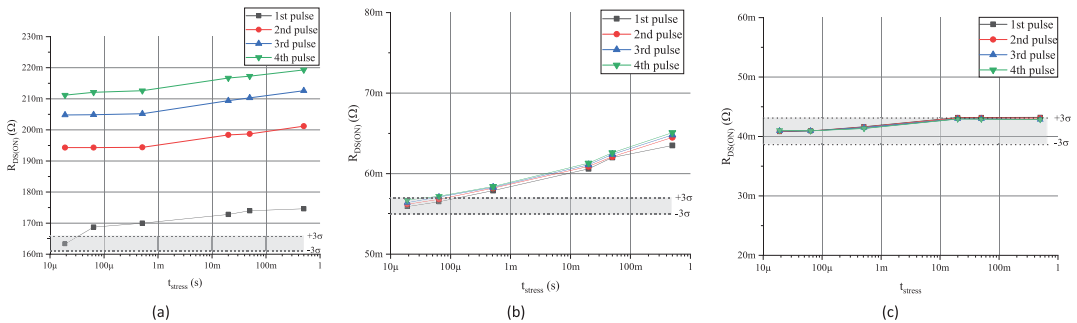 230m
220m
210m
200m
190m
180m
170m
160m
10μ
100μ
1m
10m
100m
1
R_DS(ON) (Ω)
t_stress (s)
1st pulse
2nd pulse
3rd pulse
4th pulse
+3σ
-3σ
(a)
80m
70m
60m
50m
10μ
100μ
1m
10m
100m
1
R_DS(ON) (Ω)
t_stress (s)
1st pulse
2nd pulse
3rd pulse
4th pulse
+3σ
-3σ
(b)
60m
40m
20m
10μ
100μ
1m
10m
100m
1
R_DS(ON) (Ω)
t_stress
1st pulse
2nd pulse
3rd pulse
4th pulse
+3σ
-3σ
(c)